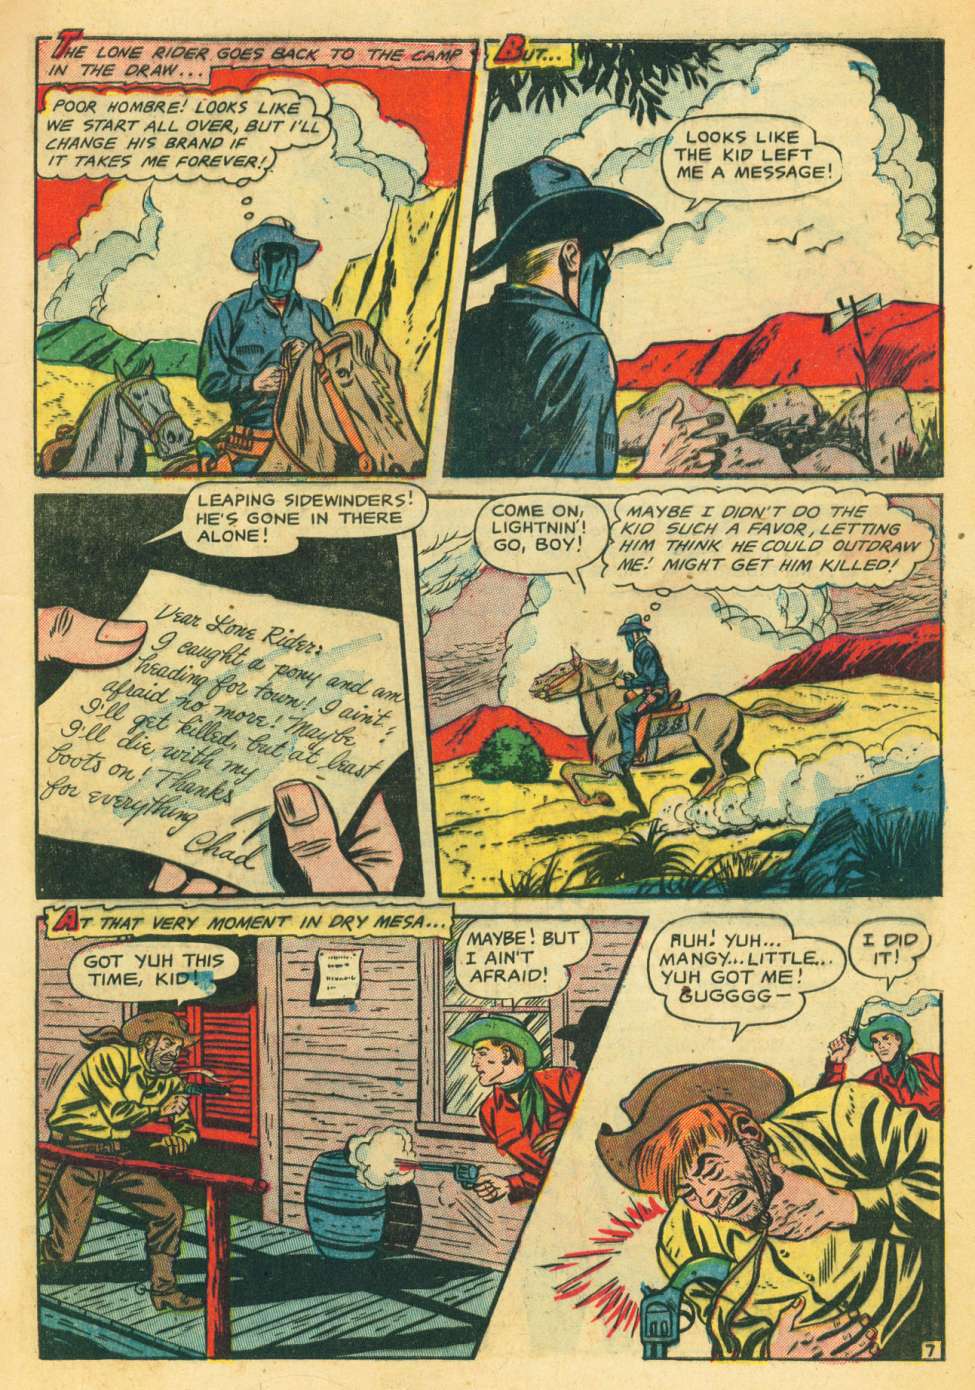 THE LONE RIDER GOES BACK TO THE CAMP
IN THE DRAW...
POOR HOMBRE! LOOKS LIKE
WE START ALL OVER, BUT I'LL
CHANGE HIS BRAND IF
IT TAKES ME FOREVER!
BUT...
LOOKS LIKE
THE KID LEFT
ME A MESSAGE!
LEAPING SIDEWINDERS!
HE'S GONE IN THERE
ALONE!
Dear Lone Rider:
I caught a pony and am
heading for town! I ain't
afraid no more! Maybe
I'll get killed, but at least
I'll die with my
boots on! Thanks
for everything
Chad
COME ON,
LIGHTNIN'!
GO, BOY!
MAYBE I DIDN'T DO THE
KID SUCH A FAVOR, LETTING
HIM THINK HE COULD OUTDRAW
ME! MIGHT GET HIM KILLED!
AT THAT VERY MOMENT IN DRY MESA...
GOT YUH THIS
TIME, KID!
MAYBE! BUT
I AIN'T
AFRAID!
AUH! YUH...
MANGY...LITTLE...
YUH GOT ME!
GUGGGG-
I DID
IT!
7